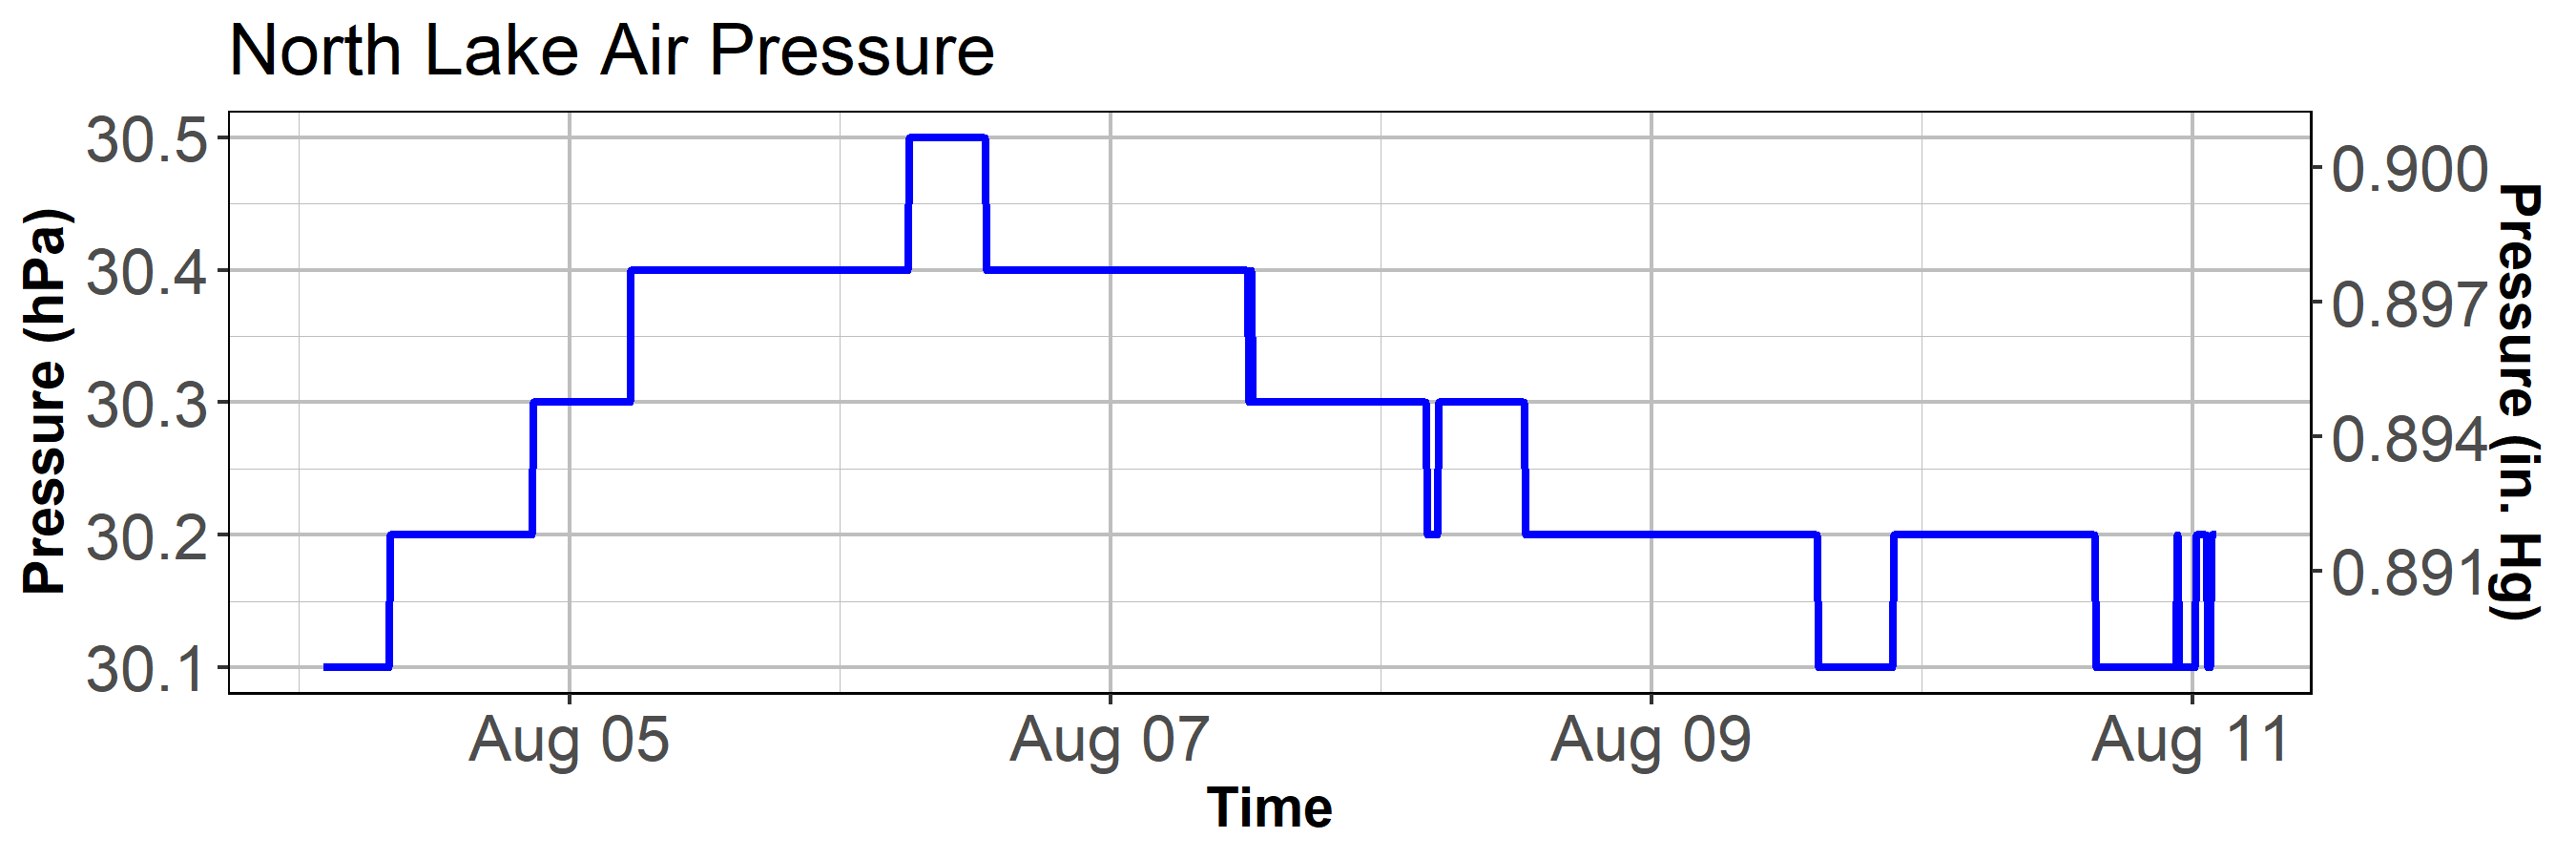 North Lake Air Pressure
Pressure (hPa)
30.5
30.4
30.3
30.2
30.1
0.900
0.897
0.894
0.891
Pressure (in. Hg)
Aug 05
Aug 07
Aug 09
Aug 11
Time